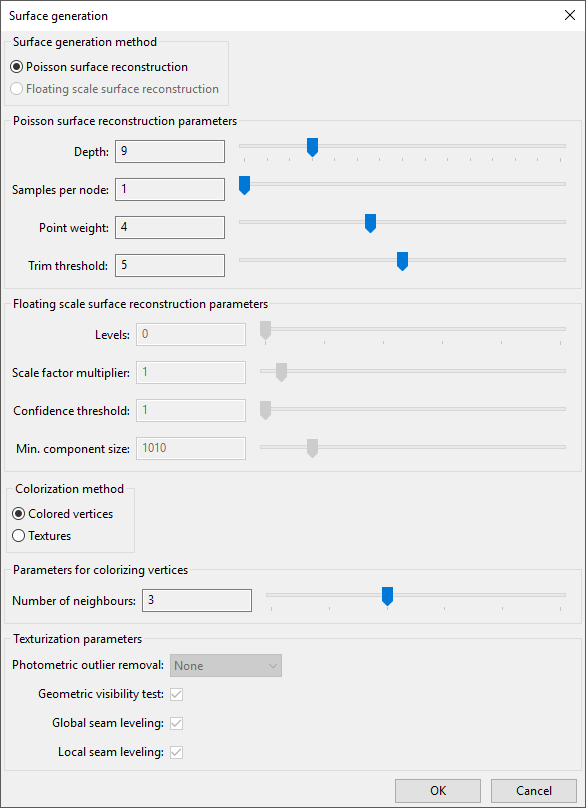 Surface generation
Surface generation method
Poisson surface reconstruction
Floating scale surface reconstruction
Poisson surface reconstruction parameters
Depth: 9
Samples per node: 1
Point weight: 4
Trim threshold: 5
Floating scale surface reconstruction parameters
Levels: 0
Scale factor multiplier: 1
Confidence threshold: 1
Min. component size: 1010
Colorization method
Colored vertices
Textures
Parameters for colorizing vertices
Number of neighbours: 3
Texturization parameters
Photometric outlier removal: None
Geometric visibility test:
Global seam leveling:
Local seam leveling:
OK Cancel